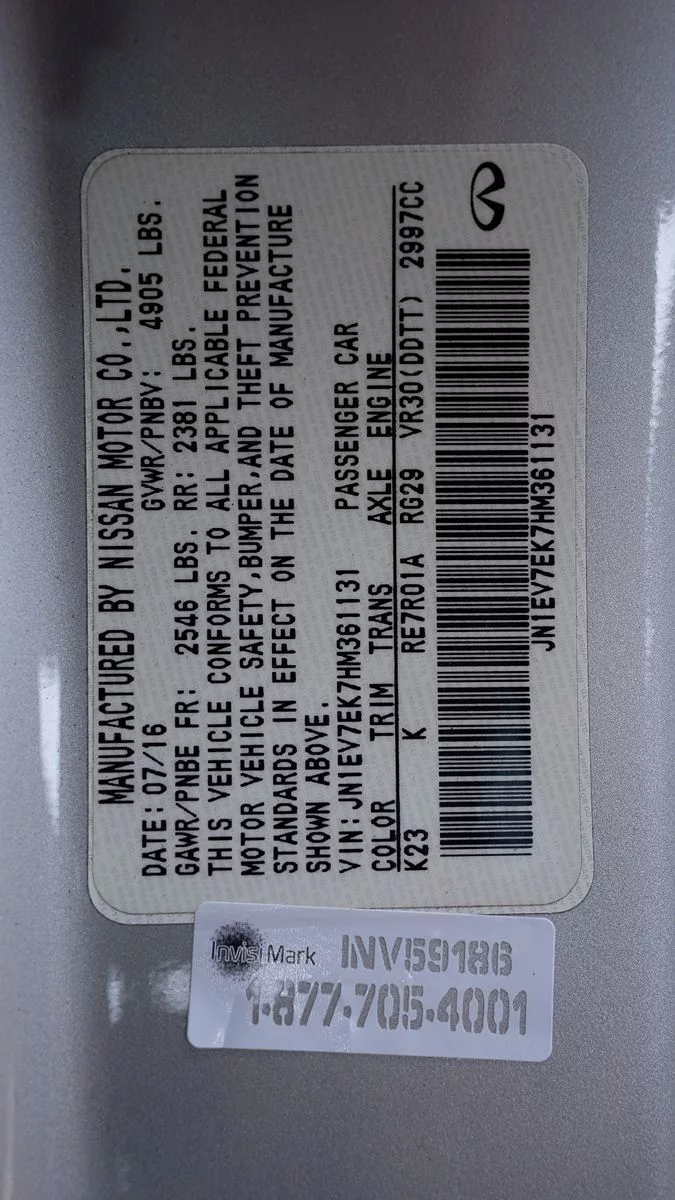 MANUFACTURED BY NISSAN MOTOR CO.,LTD.
DATE: 07/16 GVWR/PNBV: 4905 LBS.
GAWR/PNBE FR: 2546 LBS. RR: 2381 LBS.
THIS VEHICLE CONFORMS TO ALL APPLICABLE FEDERAL
MOTOR VEHICLE SAFETY,BUMPER,AND THEFT PREVENTION
STANDARDS IN EFFECT ON THE DATE OF MANUFACTURE
SHOWN ABOVE.
VIN: JN1EV7EK7HM361131 PASSENGER CAR
COLOR TRIM TRANS AXLE ENGINE
K23 K RE7R01A RG29 VR30(DDTT) 2997CC
JN1EV7EK7HM361131
InvisiMark INV59186
1-877-705-4001